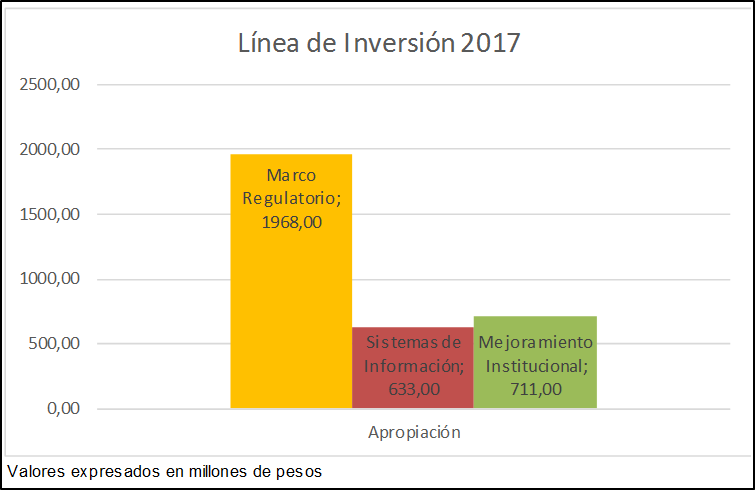 Línea de Inversión 2017
2500,00
2000,00
1500,00
1000,00
500,00
0,00
Marco
Regulatorio;
1968,00
Sistemas de
Información;
633,00
Mejoramiento
Institucional;
711,00
Apropiación
Valores expresados en millones de pesos